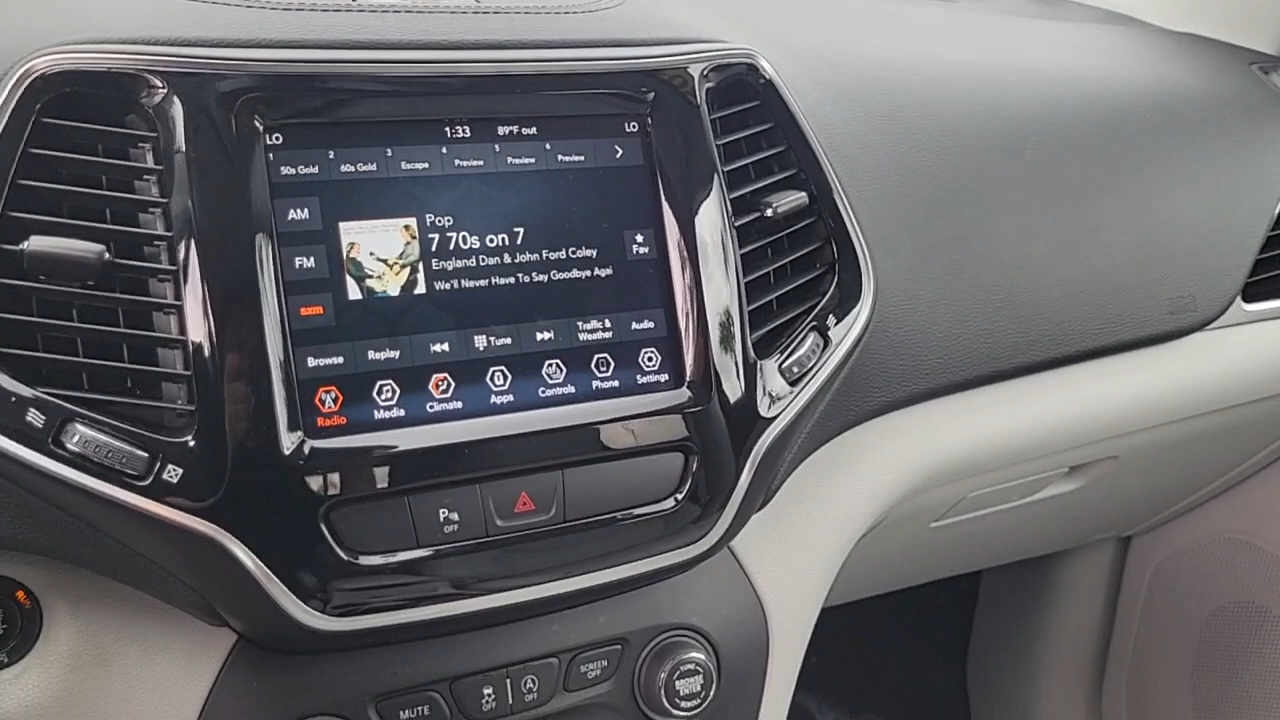 LO 1:33 89°F out LO
1 50s Gold 2 60s Gold 3 Escape 4 Preview 5 Preview 6 Preview
AM
Pop
7 70s on 7
Fav
FM
England Dan & John Ford Coley
We'll Never Have To Say Goodbye Agai
sxm
Browse Replay Tune Traffic & Weather Audio
Radio Media Climate Apps Controls Phone Settings
P OFF
RUN
MUTE
OFF
A OFF
SCREEN OFF
TUNE
BROWSE
ENTER
SCROLL